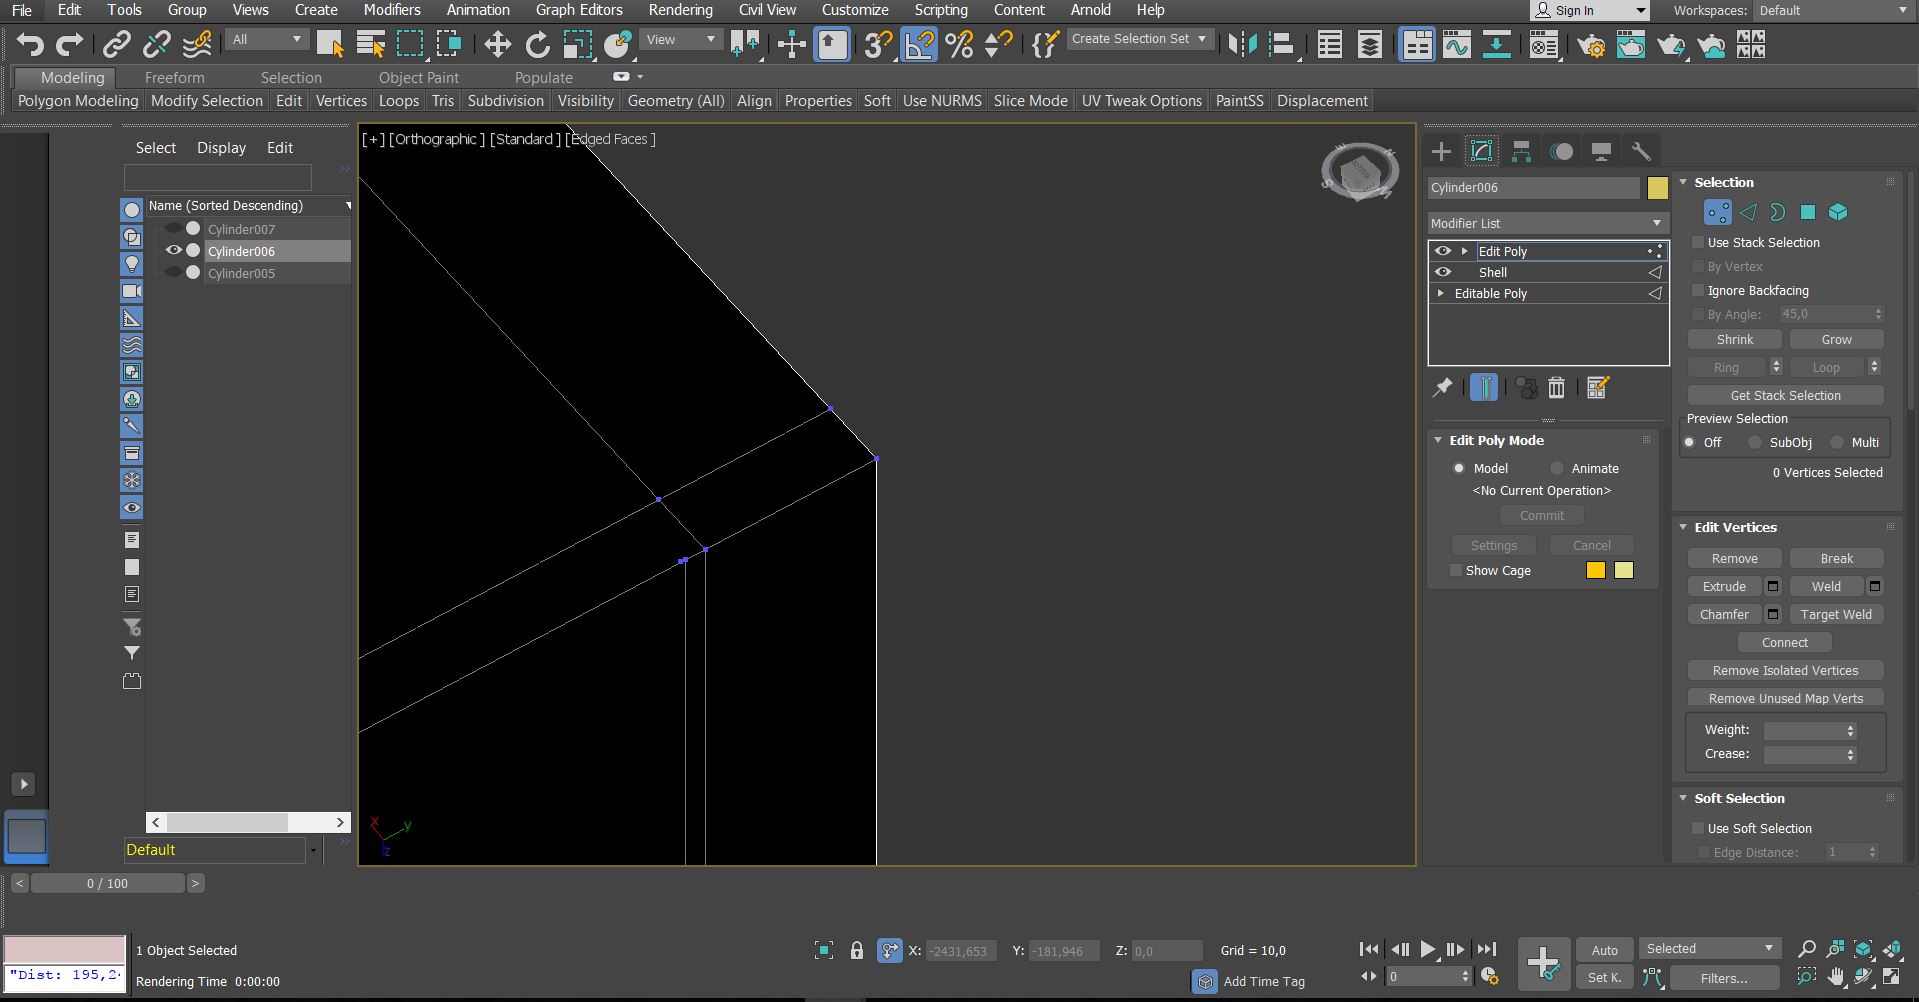 File Edit Tools Group Views Create Modifiers Animation Graph Editors Rendering Civil View Customize Scripting Content Arnold Help
Sign In
Workspaces: Default
All
View
Create Selection Set
Modeling Freeform Selection Object Paint Populate
Polygon Modeling Modify Selection Edit Vertices Loops Tris Subdivision Visibility Geometry (All) Align Properties Soft Use NURMS Slice Mode UV Tweak Options PaintSS Displacement
Select Display Edit
Name (Sorted Descending)
Cylinder007
Cylinder006
Cylinder005
Default
[+] [Orthographic ] [Standard ] [Edged Faces ]
x y z
Cylinder006
Modifier List
Edit Poly
Shell
Editable Poly
Edit Poly Mode
Model Animate
<No Current Operation>
Commit
Settings Cancel
Show Cage
Selection
Use Stack Selection
By Vertex
Ignore Backfacing
By Angle: 45,0
Shrink Grow
Ring Loop
Get Stack Selection
Preview Selection
Off SubObj Multi
0 Vertices Selected
Edit Vertices
Remove Break
Extrude Weld
Chamfer Target Weld
Connect
Remove Isolated Vertices
Remove Unused Map Verts
Weight:
Crease:
Soft Selection
Use Soft Selection
Edge Distance: 1
< 0 / 100 >
1 Object Selected
"Dist: 195,2
Rendering Time 0:00:00
X: -2431,653 Y: -181,946 Z: 0,0 Grid = 10,0
Add Time Tag
0
Auto Selected
Set K. Filters...